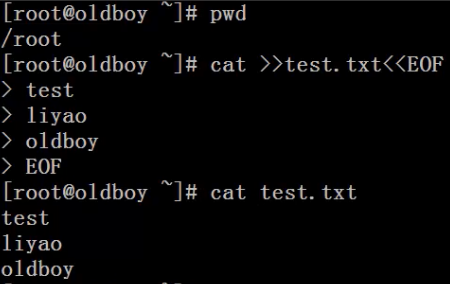 [root@oldboy ~]# pwd
/root
[root@oldboy ~]# cat >>test.txt<<EOF
> test
> liyao
> oldboy
> EOF
[root@oldboy ~]# cat test.txt
test
liyao
oldboy